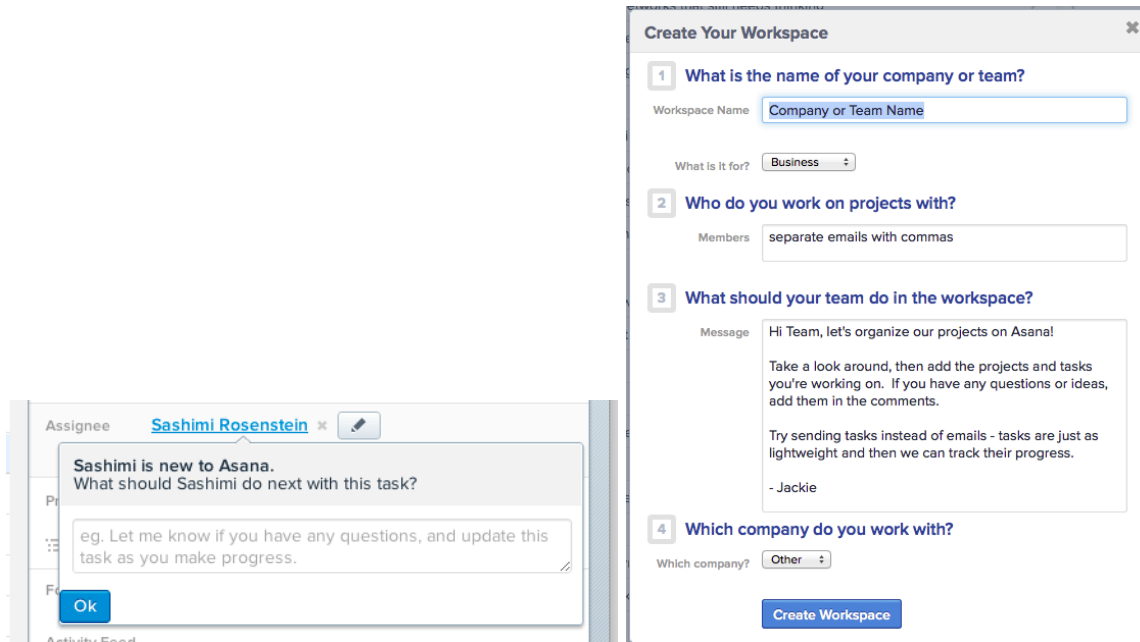 Assignee Sashimi Rosenstein ×
Sashimi is new to Asana.
What should Sashimi do next with this task?
eg. Let me know if you have any questions, and update this
task as you make progress.
Ok
Activity Feed
Create Your Workspace ×
1 What is the name of your company or team?
Workspace Name Company or Team Name
What is it for? Business
2 Who do you work on projects with?
Members separate emails with commas
3 What should your team do in the workspace?
Message Hi Team, let's organize our projects on Asana!
Take a look around, then add the projects and tasks
you're working on. If you have any questions or ideas,
add them in the comments.
Try sending tasks instead of emails - tasks are just as
lightweight and then we can track their progress.
- Jackie
4 Which company do you work with?
Which company? Other
Create Workspace